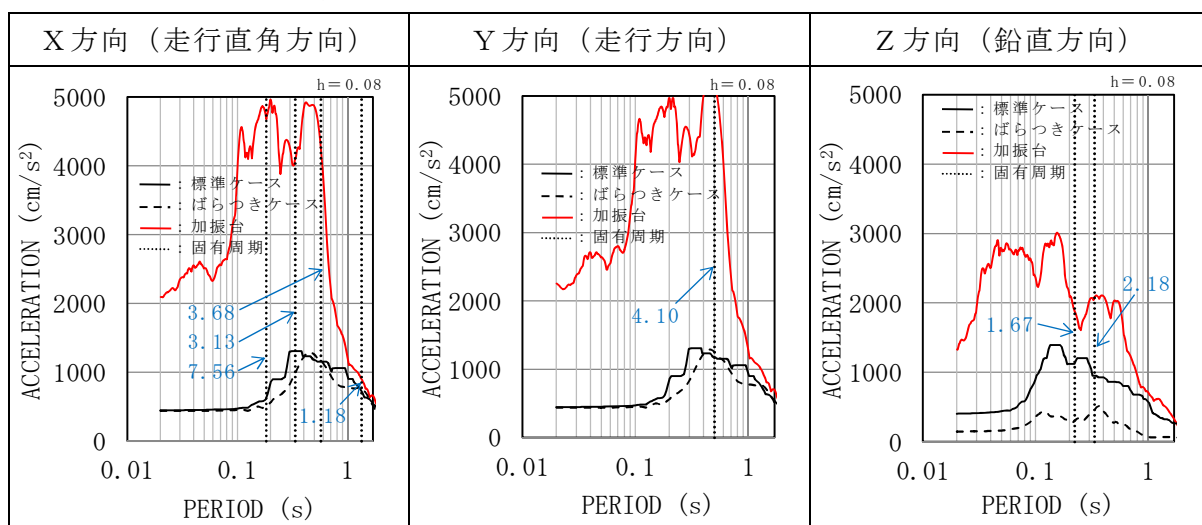 X方向（走行直角方向）
h＝0.08
5000
4000
3000
2000
1000
0
ACCELERATION (cm/s²)
：標準ケース
：ばらつきケース
：加振台
：固有周期
3.68
3.13
7.56
1.18
0.01
0.1
1
PERIOD (s)
Y方向（走行方向）
h＝0.08
5000
4000
3000
2000
1000
0
ACCELERATION (cm/s²)
：標準ケース
：ばらつきケース
：加振台
：固有周期
4.10
0.01
0.1
1
PERIOD (s)
Z方向（鉛直方向）
h＝0.08
5000
4000
3000
2000
1000
0
ACCELERATION (cm/s²)
：標準ケース
：ばらつきケース
：加振台
：固有周期
2.18
1.67
0.01
0.1
1
PERIOD (s)